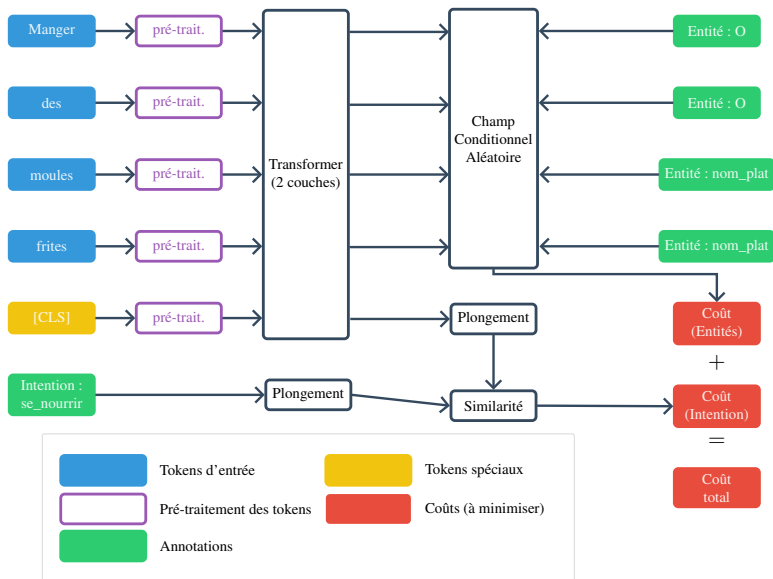 Manger
pré-trait.
Entité : O
des
pré-trait.
Entité : O
Champ
Conditionnel
Aléatoire
Transformer
(2 couches)
moules
pré-trait.
Entité : nom_plat
frites
pré-trait.
Entité : nom_plat
[CLS]
pré-trait.
Plongement
Coût
(Entités)
+
Intention :
se_nourrir
Plongement
Similarité
Coût
(Intention)
=
Coût
total
Tokens d'entrée
Tokens spéciaux
Pré-traitement des tokens
Coûts (à minimiser)
Annotations